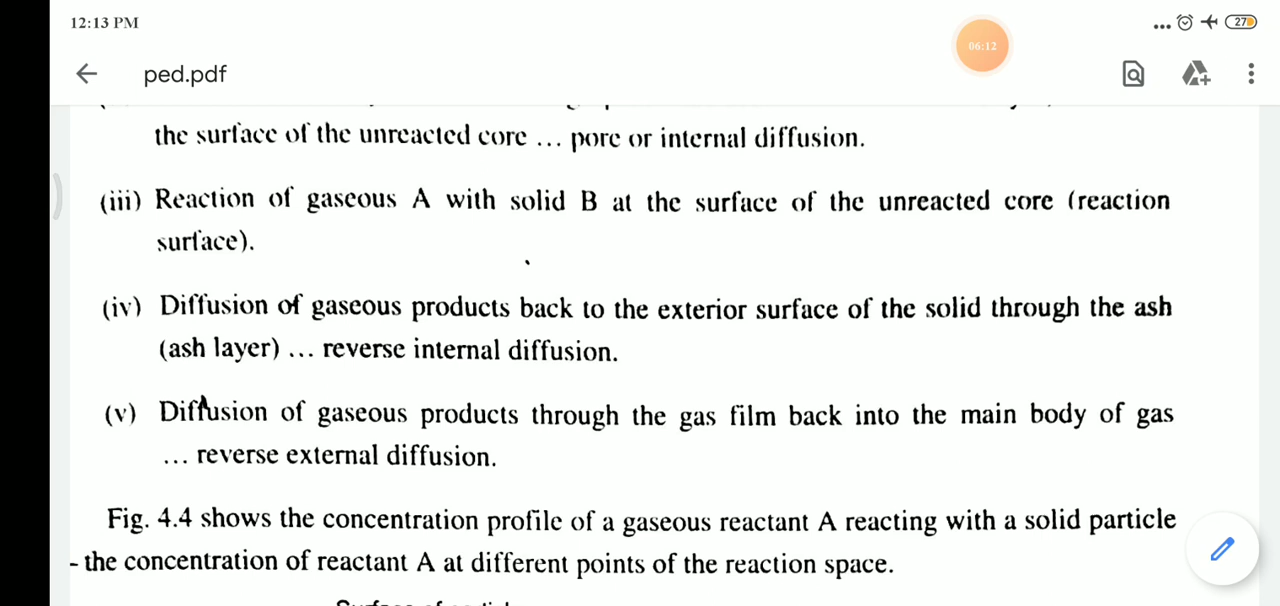 12:13 PM
27
06:12
ped.pdf
the surface of the unreacted core ... pore or internal diffusion.
(iii) Reaction of gaseous A with solid B at the surface of the unreacted core (reaction
surface).
(iv) Diffusion of gaseous products back to the exterior surface of the solid through the ash
(ash layer) ... reverse internal diffusion.
(v) Diffusion of gaseous products through the gas film back into the main body of gas
... reverse external diffusion.
Fig. 4.4 shows the concentration profile of a gaseous reactant A reacting with a solid particle
- the concentration of reactant A at different points of the reaction space.